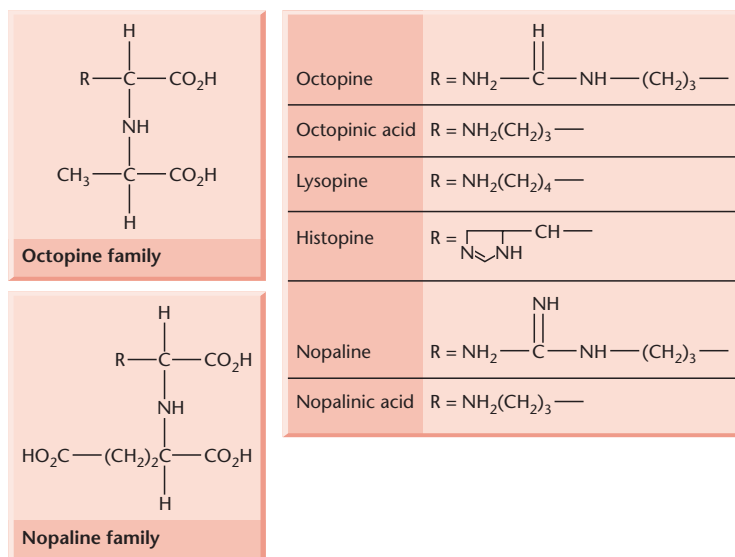 H
R—C—CO₂H
NH
CH₃—C—CO₂H
H
Octopine family
H
R—C—CO₂H
NH
HO₂C—(CH₂)₂C—CO₂H
H
Nopaline family
H
Octopine R = NH₂—C—NH—(CH₂)₃—
Octopinic acid R = NH₂(CH₂)₃—
Lysopine R = NH₂(CH₂)₄—
Histopine R = CH—
N NH
NH
Nopaline R = NH₂—C—NH—(CH₂)₃—
Nopalinic acid R = NH₂(CH₂)₃—